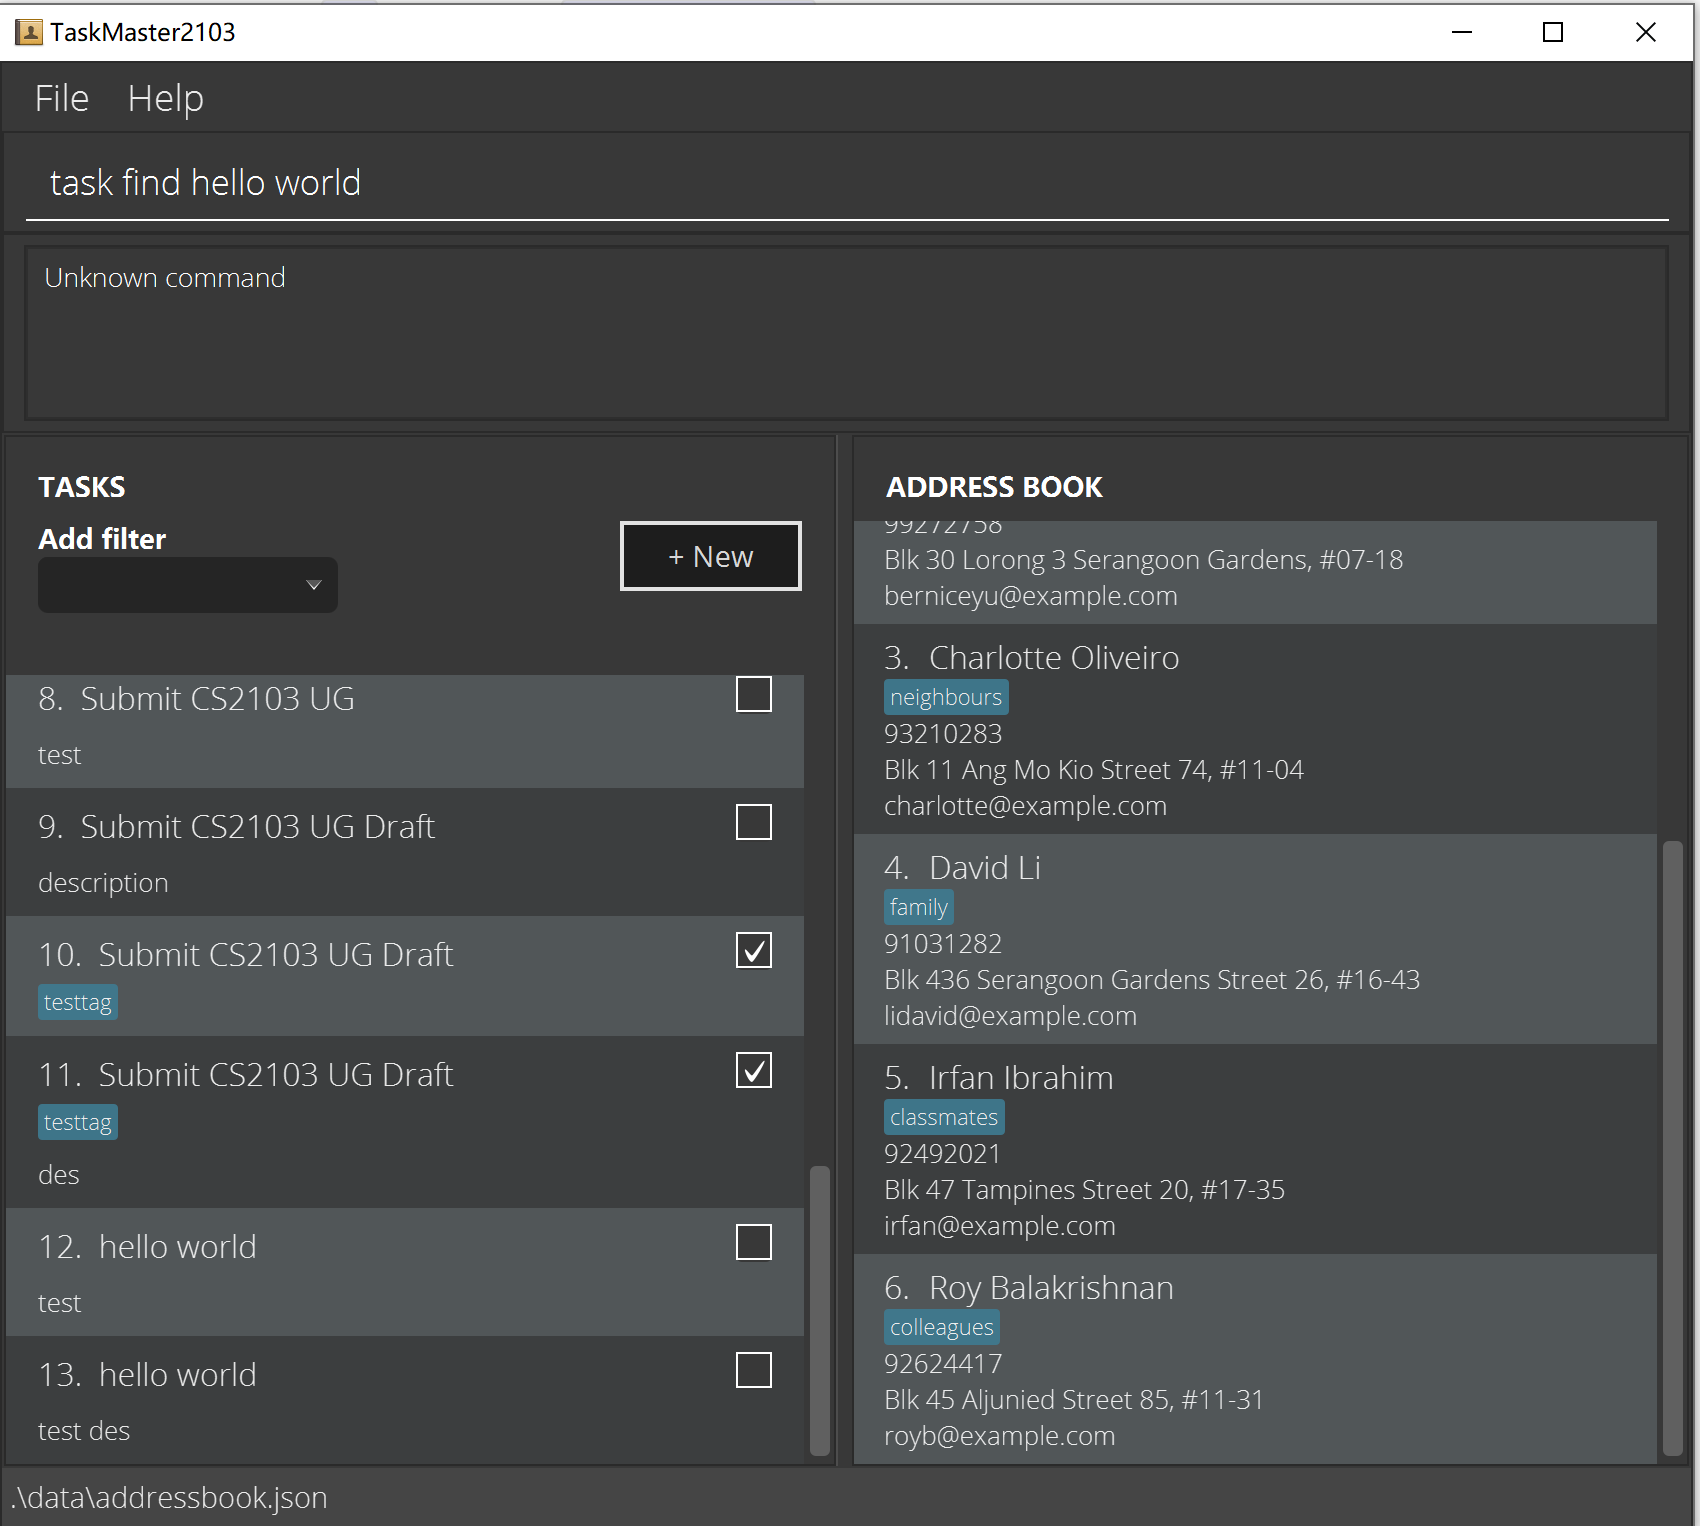 TaskMaster2103
File Help
task find hello world
Unknown command
TASKS
Add filter
+ New
8. Submit CS2103 UG
test
9. Submit CS2103 UG Draft
description
10. Submit CS2103 UG Draft
testtag
11. Submit CS2103 UG Draft
testtag
des
12. hello world
test
13. hello world
test des
ADDRESS BOOK
99272758
Blk 30 Lorong 3 Serangoon Gardens, #07-18
berniceyu@example.com
3. Charlotte Oliveiro
neighbours
93210283
Blk 11 Ang Mo Kio Street 74, #11-04
charlotte@example.com
4. David Li
family
91031282
Blk 436 Serangoon Gardens Street 26, #16-43
lidavid@example.com
5. Irfan Ibrahim
classmates
92492021
Blk 47 Tampines Street 20, #17-35
irfan@example.com
6. Roy Balakrishnan
colleagues
92624417
Blk 45 Aljunied Street 85, #11-31
royb@example.com
.\data\addressbook.json